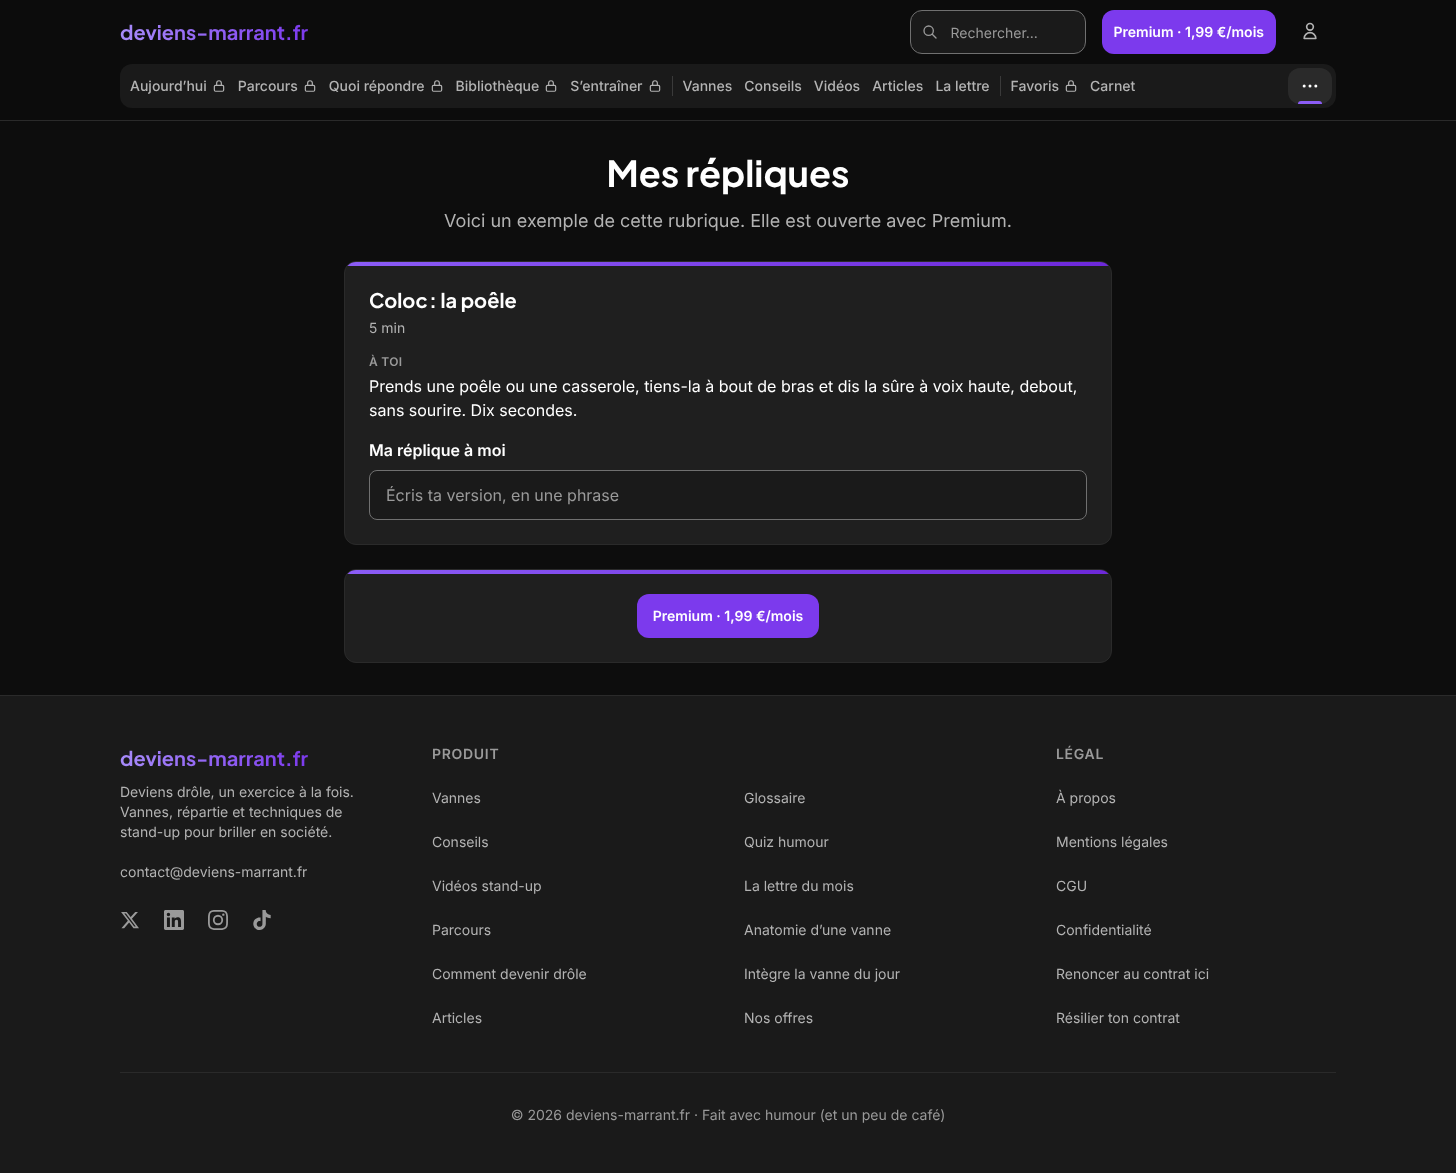 deviens-marrant.fr
Rechercher...
Premium · 1,99 €/mois
Aujourd’hui
Parcours
Quoi répondre
Bibliothèque
S’entraîner
Vannes
Conseils
Vidéos
Articles
La lettre
Favoris
Carnet
Mes répliques
Voici un exemple de cette rubrique. Elle est ouverte avec Premium.
Coloc : la poêle
5 min
À TOI
Prends une poêle ou une casserole, tiens-la à bout de bras et dis la sûre à voix haute, debout,
sans sourire. Dix secondes.
Ma réplique à moi
Écris ta version, en une phrase
Premium · 1,99 €/mois
deviens-marrant.fr
Deviens drôle, un exercice à la fois.
Vannes, répartie et techniques de
stand-up pour briller en société.
contact@deviens-marrant.fr
PRODUIT
Vannes
Conseils
Vidéos stand-up
Parcours
Comment devenir drôle
Articles
Glossaire
Quiz humour
La lettre du mois
Anatomie d’une vanne
Intègre la vanne du jour
Nos offres
LÉGAL
À propos
Mentions légales
CGU
Confidentialité
Renoncer au contrat ici
Résilier ton contrat
© 2026 deviens-marrant.fr · Fait avec humour (et un peu de café)